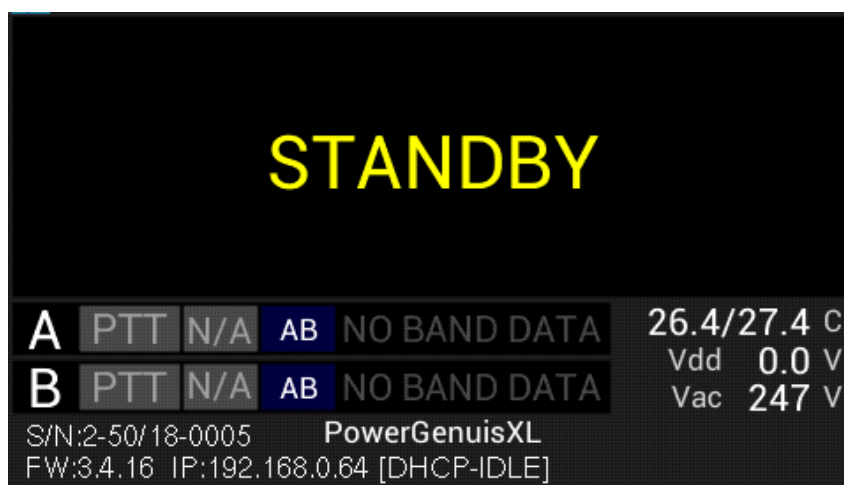 STANDBY
A PTT N/A AB NO BAND DATA
B PTT N/A AB NO BAND DATA
26.4/27.4 C
Vdd 0.0 V
Vac 247 V
S/N:2-50/18-0005 PowerGenuisXL
FW:3.4.16 IP:192.168.0.64 [DHCP-IDLE]